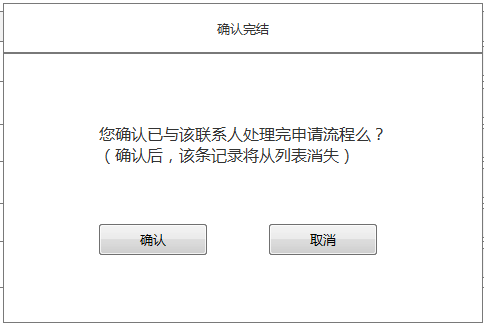 确认完结
您确认已与该联系人处理完申请流程么？
（确认后，该条记录将从列表消失）
确认 取消